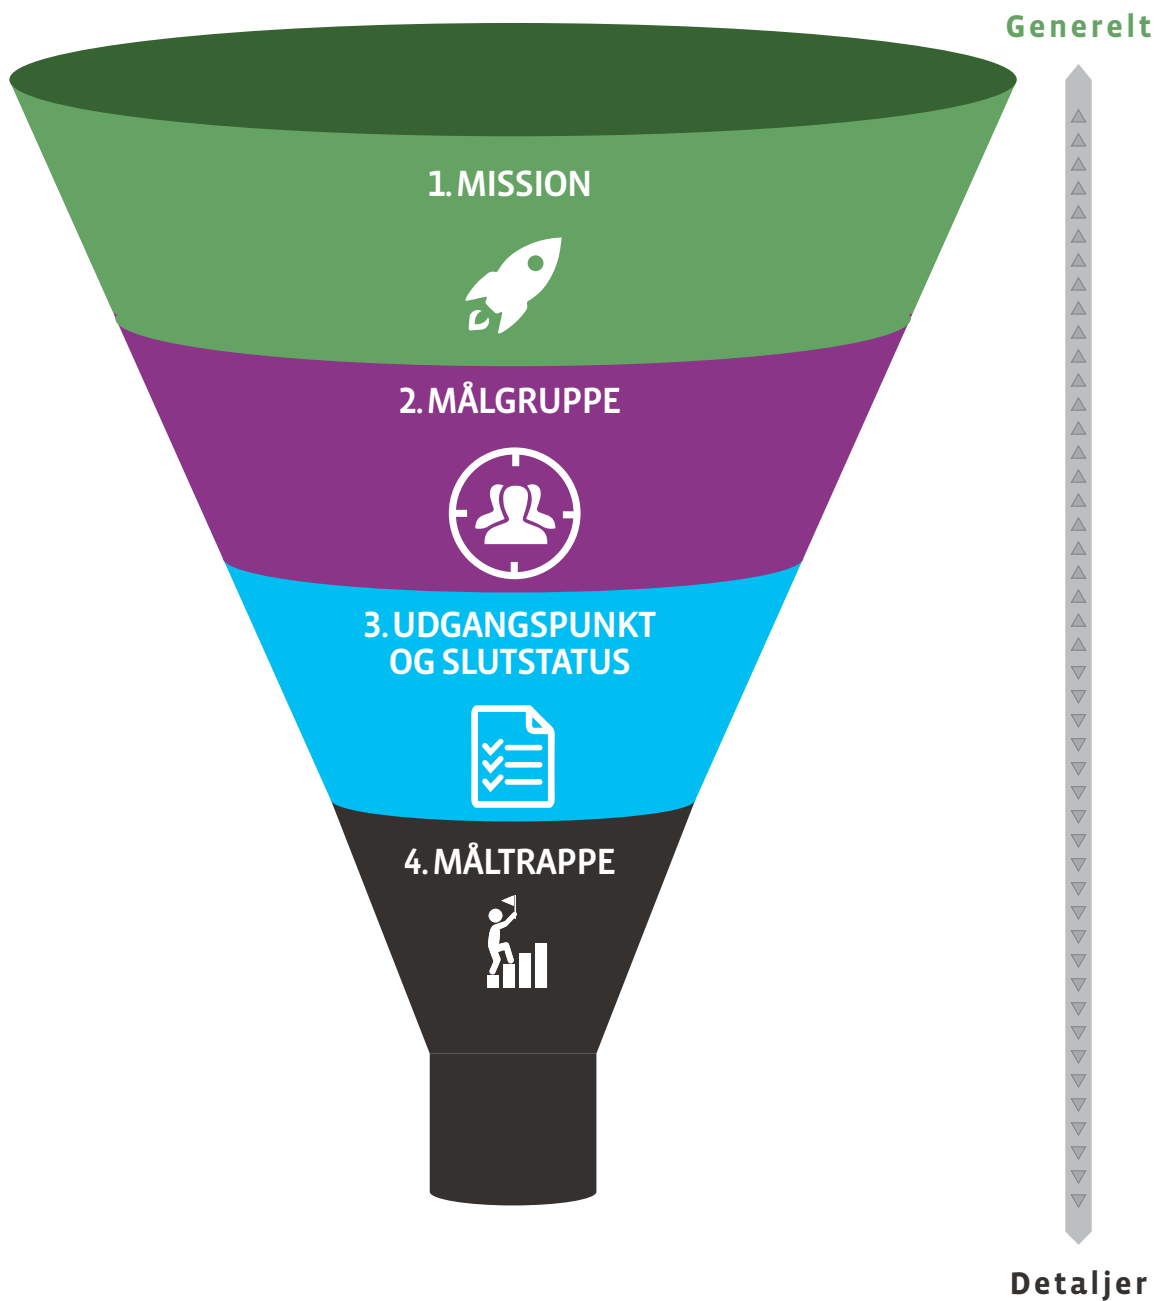 Generelt
1. MISSION
2. MÅLGRUPPE
3. UDGANGSPUNKT
OG SLUTSTATUS
4. MÅLTRAPPE
Detaljer